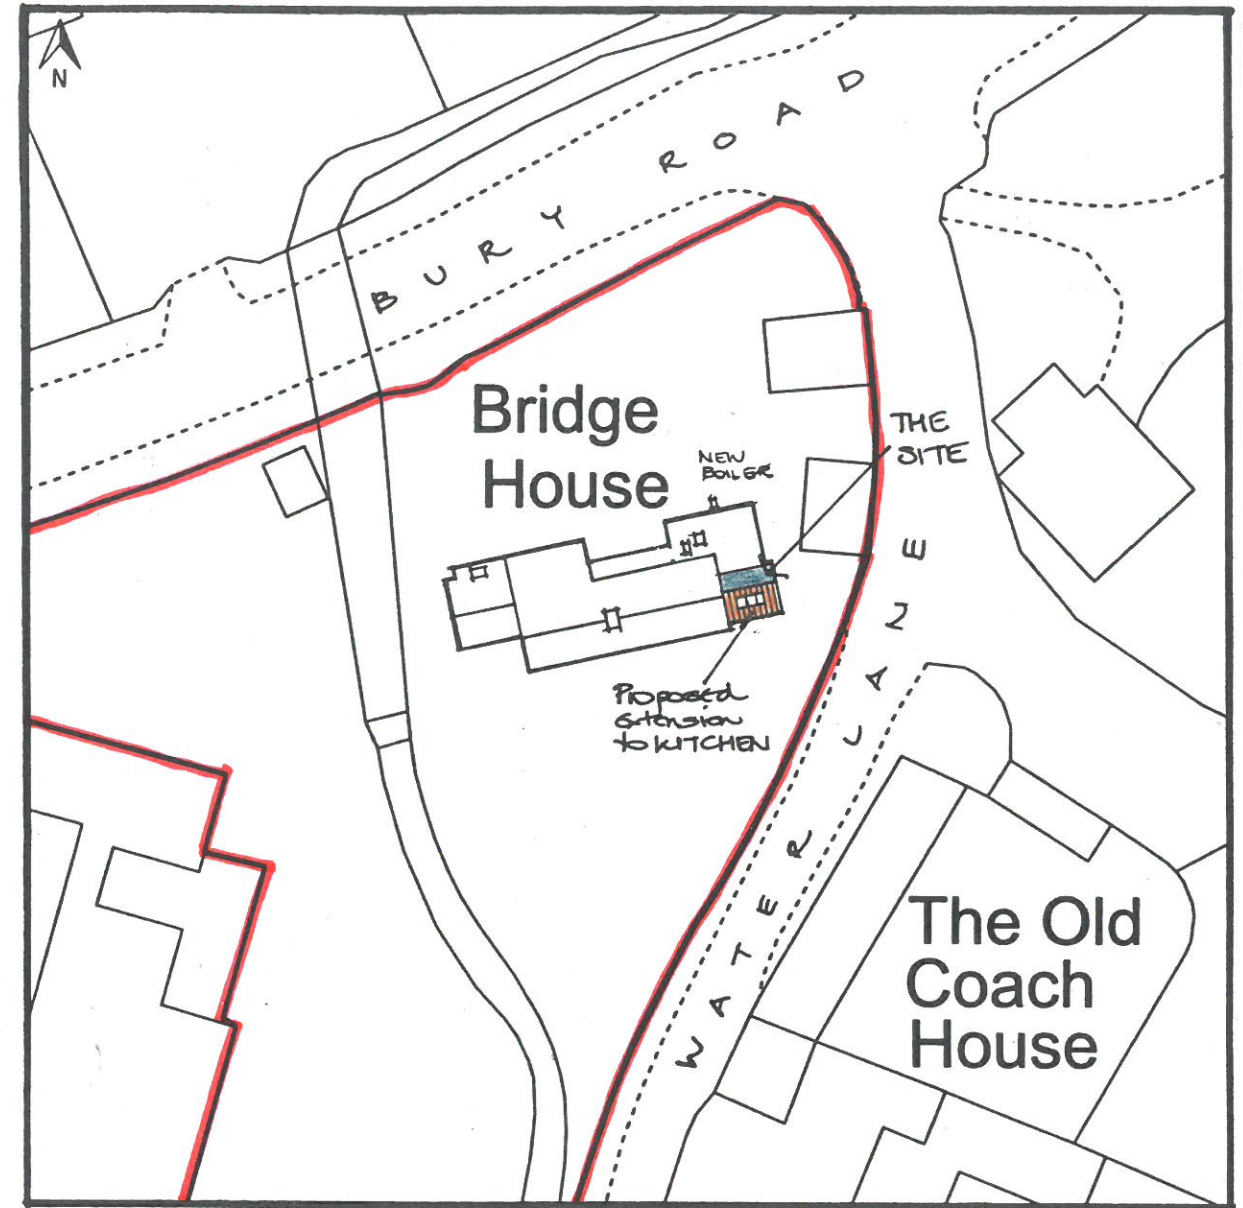 N
BURY ROAD
Bridge
House
NEW
BOILER
THE
SITE
Proposed
extension
to KITCHEN
WATER LANE
The Old
Coach
House